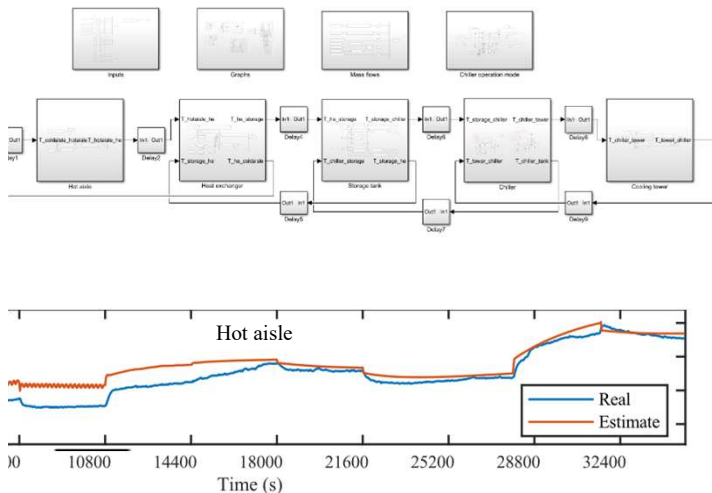 Inputs
Graphs
Mass flows
Chiller operation mode
Out1
T_coldaisle_hotaisle
T_hotaisle_he
In1 Out1
T_hotaisle_he
T_he_storage
T_storage_he
T_he_coldaisle
In1 Out1
T_he_storage
T_storage_chiller
T_chiller_storage
T_storage_he
In1 Out1
T_storage_chiller
T_chiller_tower
T_tower_chiller
T_chiller_tank
In1 Out1
T_chiller_tower
T_tower_chiller
Delay2
Delay4
Delay6
Delay8
Hot aisle
Heat exchanger
Storage tank
Chiller
Cooling tower
Out1 In1
Delay5
Out1 In1
Delay7
Out1 In1
Delay9
Hot aisle
Real
Estimate
10800
14400
18000
21600
25200
28800
32400
Time (s)